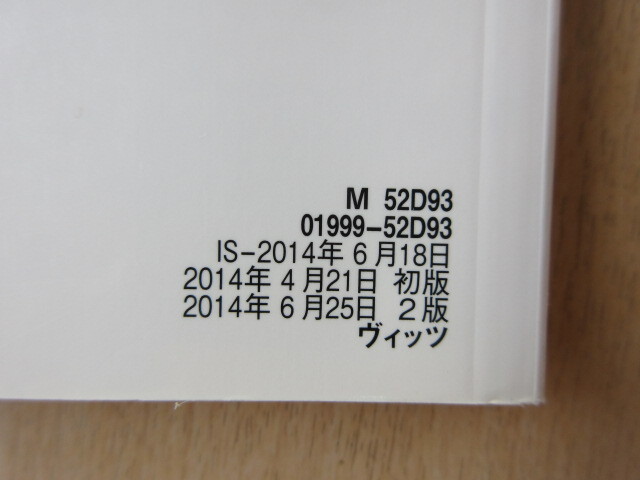 M 52D93
01999-52D93
IS-2014年 6 月18日
2014年 4 月21日 初版
2014年 6 月25日 2 版
ヴィッツ